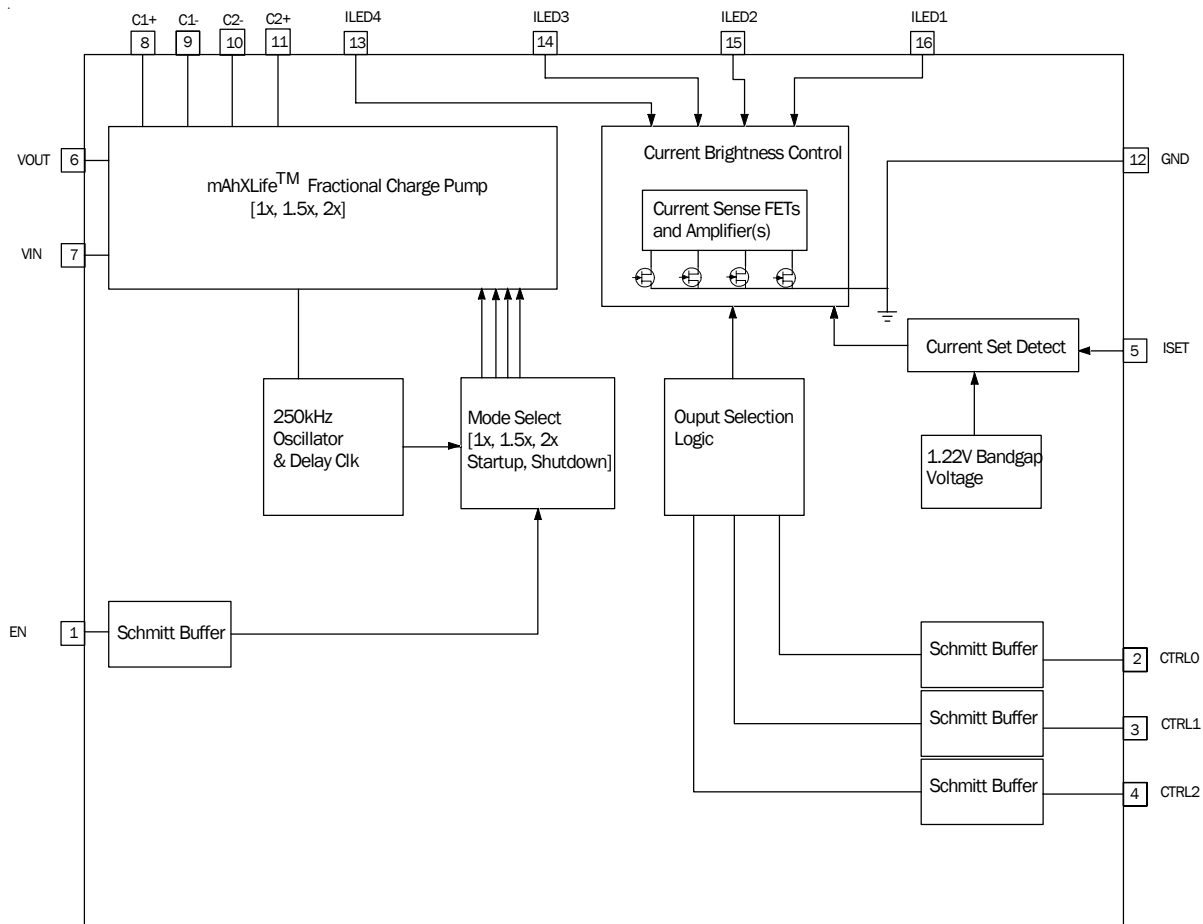 C1+ C1- C2- C2+ ILED4 ILED3 ILED2 ILED1
8 9 10 11 13 14 15 16
VOUT 6
VIN 7
mAhXLife™ Fractional Charge Pump
[1x, 1.5x, 2x]
Current Brightness Control
Current Sense FETs
and Amplifier(s)
12 GND
Current Set Detect
5 ISET
250kHz
Oscillator
& Delay Clk
Mode Select
[1x, 1.5x, 2x
Startup, Shutdown]
Ouput Selection
Logic
1.22V Bandgap
Voltage
EN 1
Schmitt Buffer
Schmitt Buffer
2 CTRL0
Schmitt Buffer
3 CTRL1
Schmitt Buffer
4 CTRL2